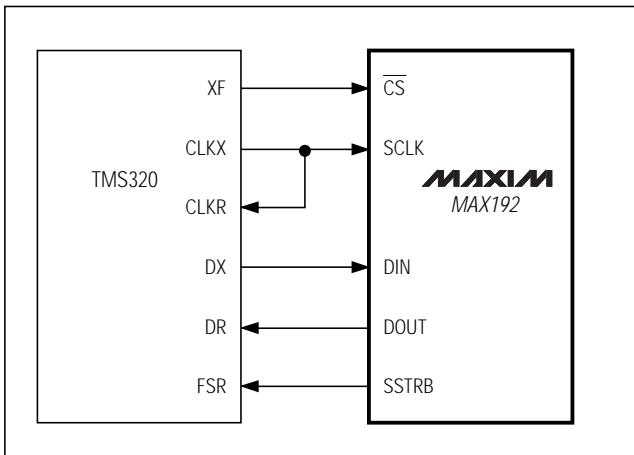 XF
CS
CLKX
SCLK
TMS320
MAXIM
MAX192
CLKR
DX
DIN
DR
DOUT
FSR
SSTRB